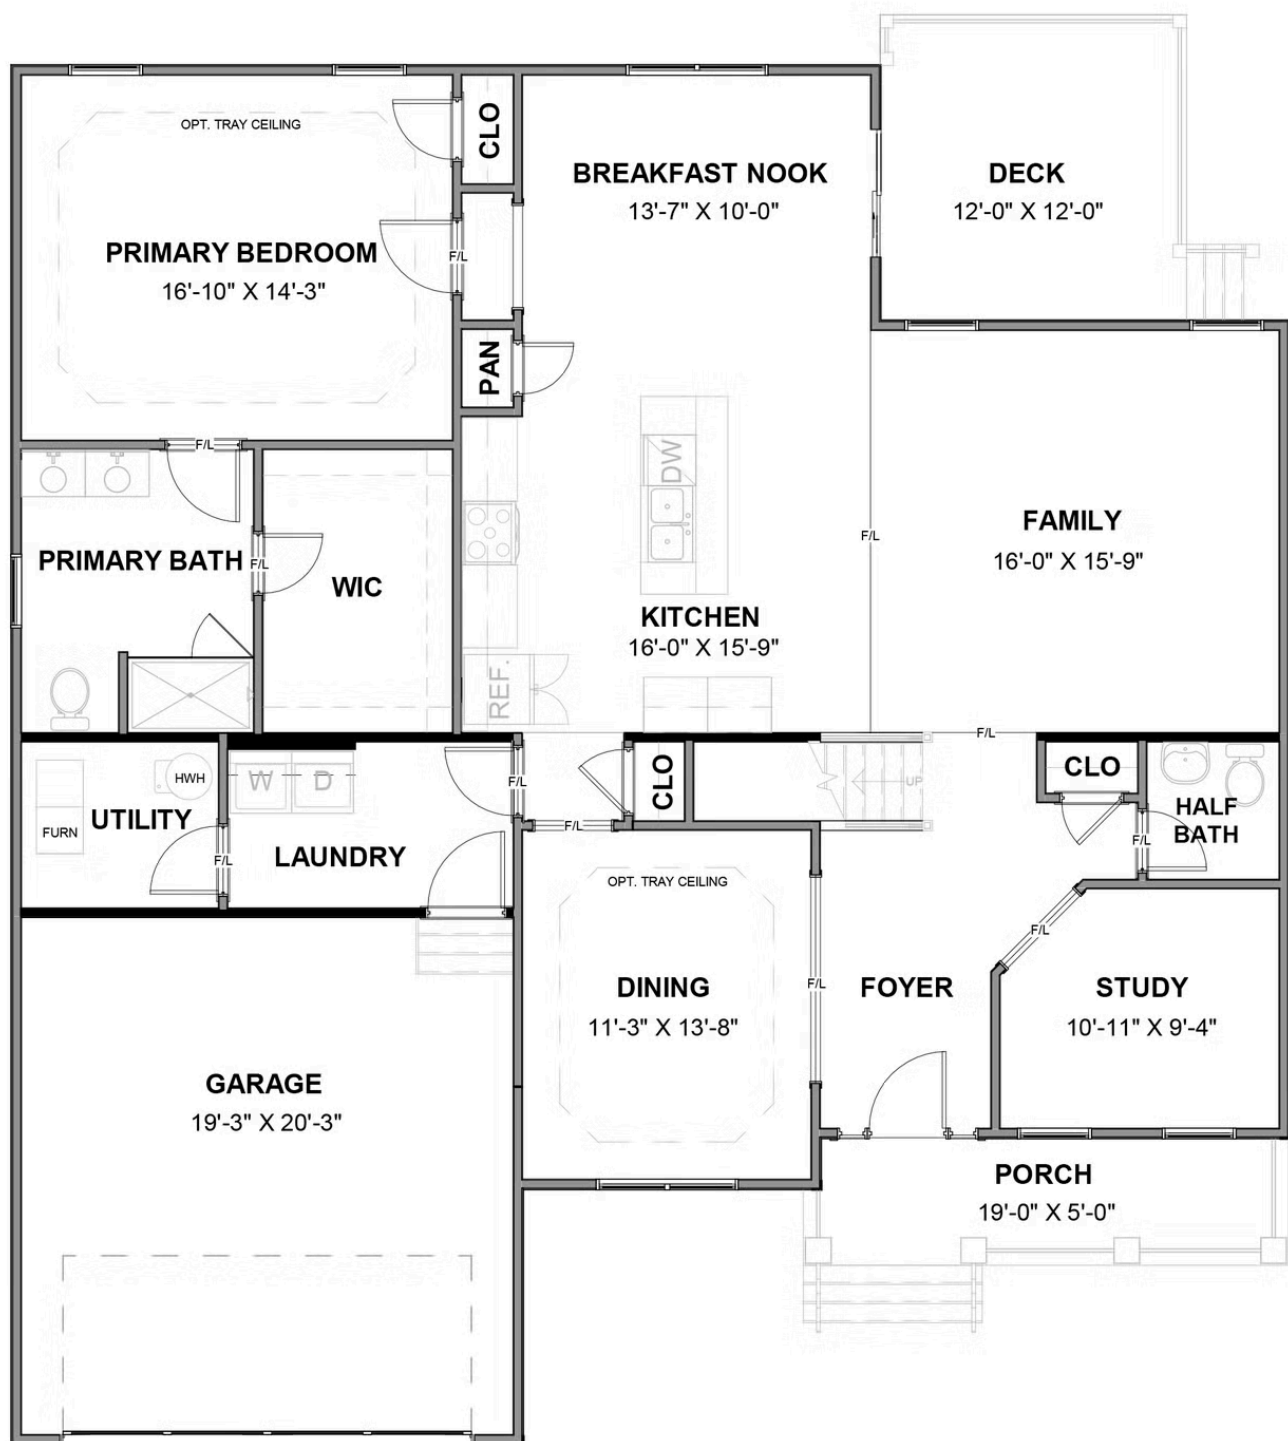 OPT. TRAY CEILING
CLO
BREAKFAST NOOK
13'-7" X 10'-0"
DECK
12'-0" X 12'-0"
PRIMARY BEDROOM
16'-10" X 14'-3"
F/L
PAN
F/L
DW
FAMILY
16'-0" X 15'-9"
F/L
PRIMARY BATH
F/L
WIC
KITCHEN
16'-0" X 15'-9"
REF.
F/L
HWH
W
D
F/L
CLO
UP
CLO
HALF
BATH
FURN
UTILITY
F/L
LAUNDRY
F/L
F/L
OPT. TRAY CEILING
F/L
DINING
11'-3" X 13'-8"
F/L
FOYER
STUDY
10'-11" X 9'-4"
GARAGE
19'-3" X 20'-3"
PORCH
19'-0" X 5'-0"